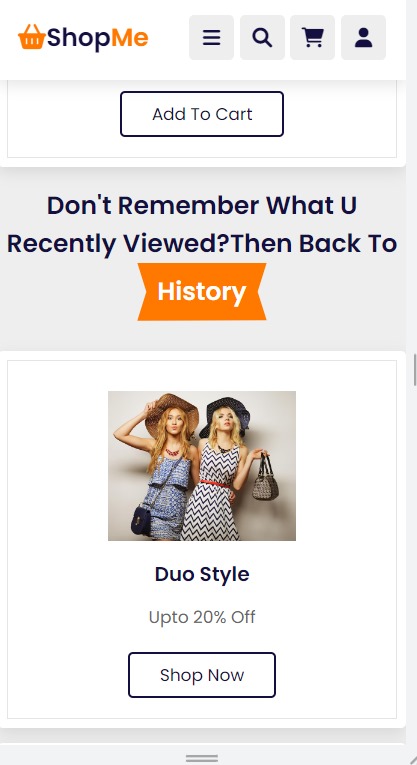 ShopMe
Add To Cart
Don't Remember What U
Recently Viewed?Then Back To
History
Duo Style
Upto 20% Off
Shop Now